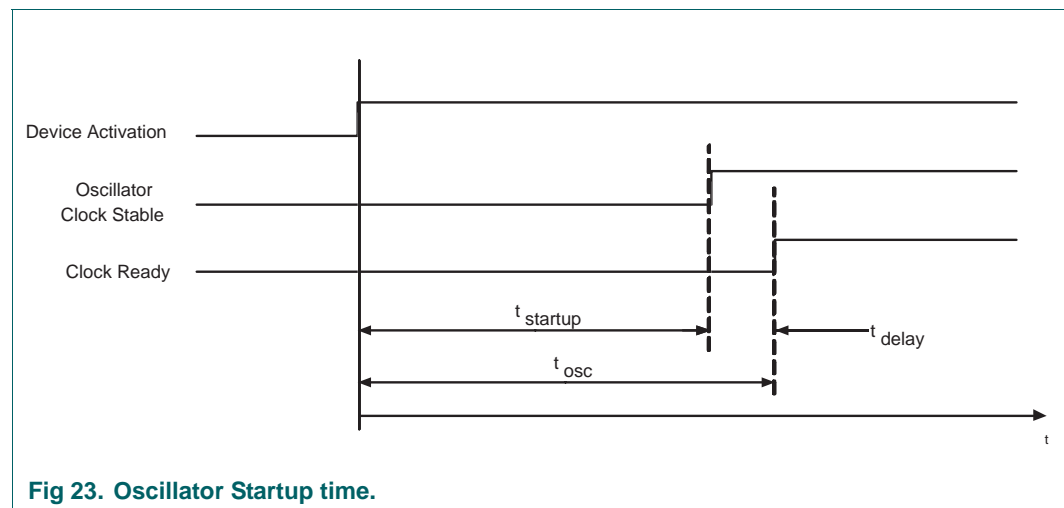 Device Activation
Oscillator
Clock Stable
Clock Ready
t startup
t delay
t osc
t
Fig 23. Oscillator Startup time.